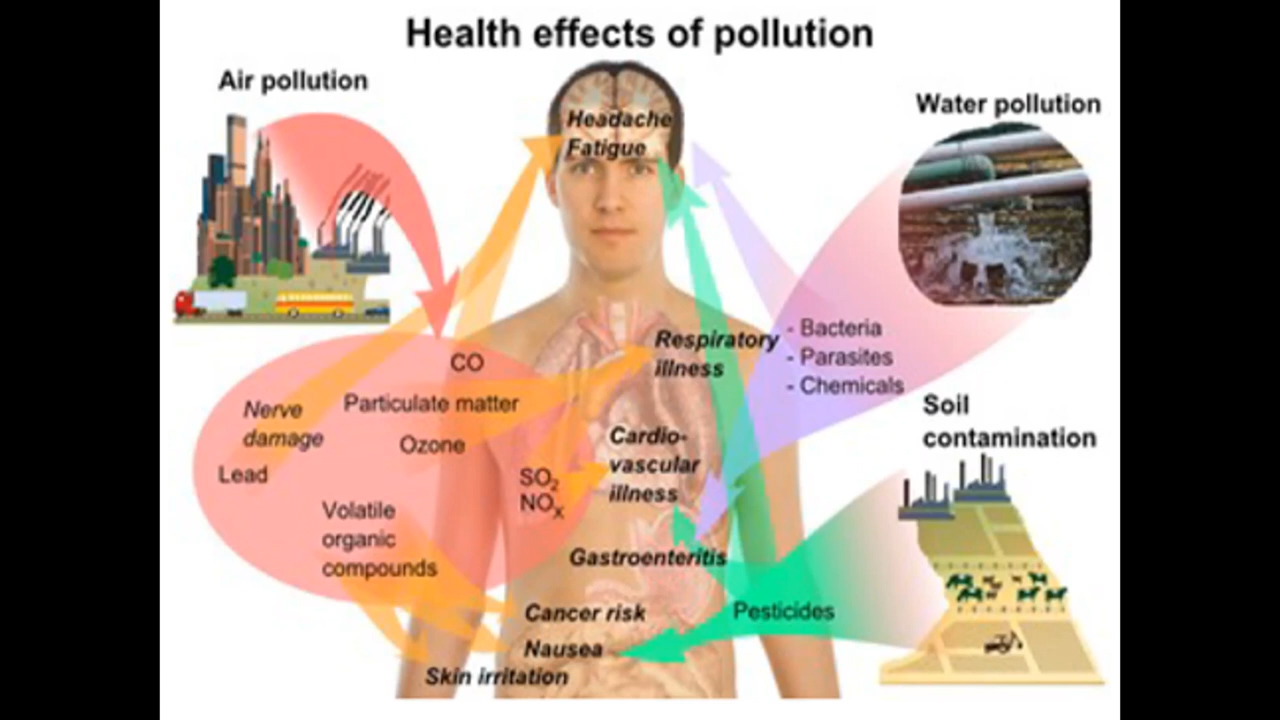 Health effects of pollution
Air pollution
Water pollution
Headache
Fatigue
- Bacteria
- Parasites
- Chemicals
Respiratory
illness
CO
Particulate matter
Ozone
Nerve
damage
Lead
SO₂
NOₓ
Volatile
organic
compounds
Cardio-
vascular
illness
Soil
contamination
Gastroenteritis
Pesticides
Cancer risk
Nausea
Skin irritation